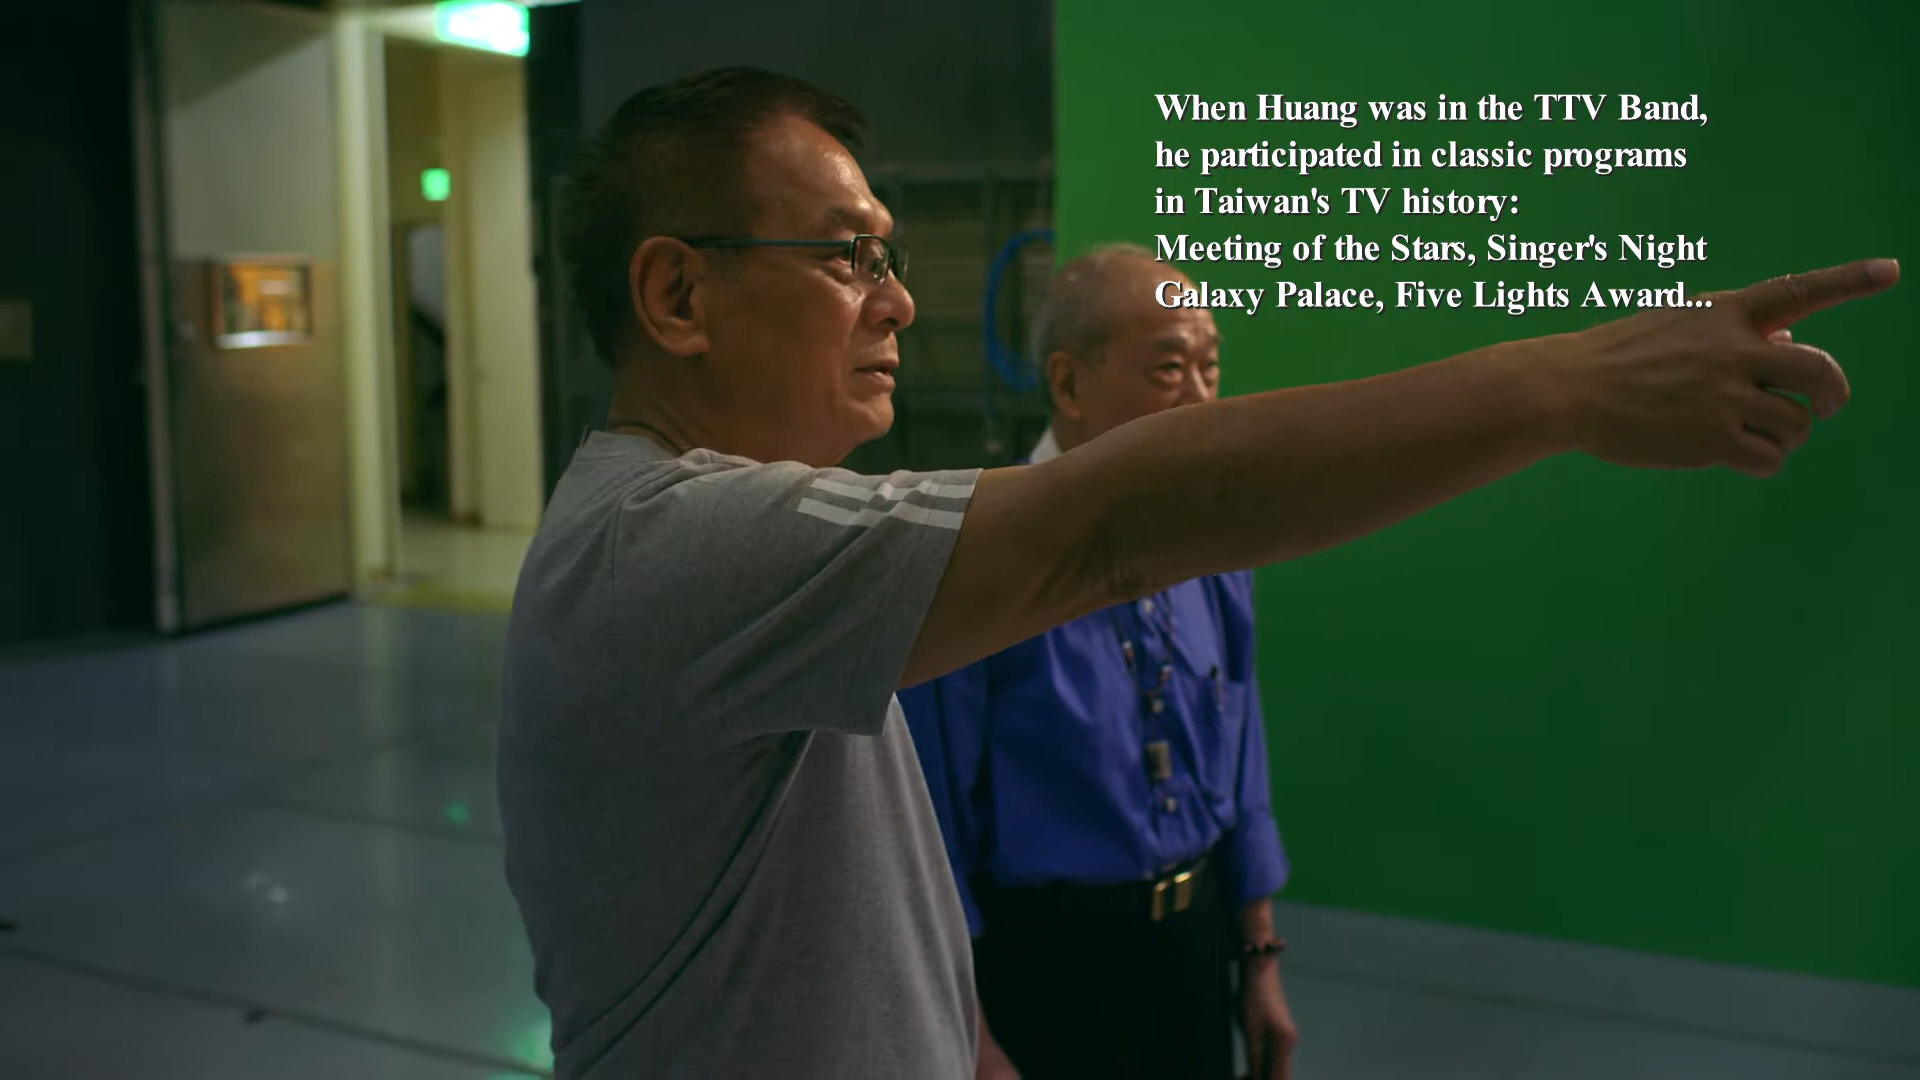 When Huang was in the TTV Band,
he participated in classic programs
in Taiwan's TV history:
Meeting of the Stars, Singer's Night
Galaxy Palace, Five Lights Award...